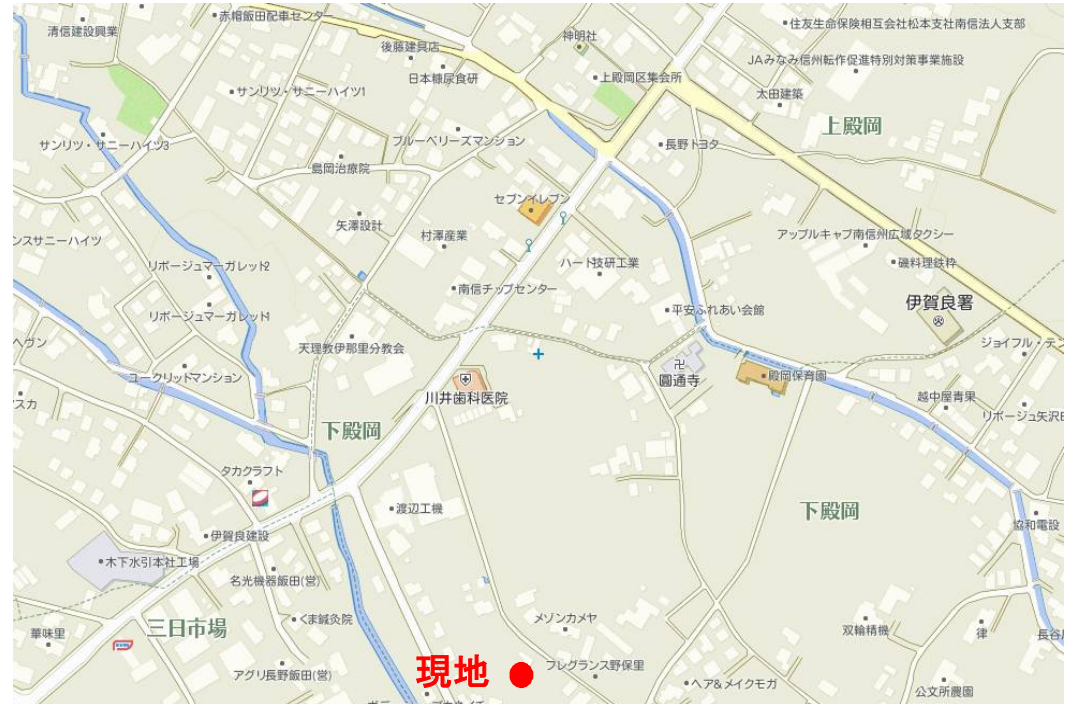 赤帽飯田配車センター
清信建設興業
後藤建具店
神明社
住友生命保険相互会社松本支社南信法人支部
日本糠尿食研
上殿岡区集会所
JAみなみ信州転作促進特別対策事業施設
サンリツ・サニーハイツ1
太田建築
上殿岡
サンリツ・サニーハイツ3
ブルーベリーズマンション
長野トヨタ
島岡治療院
セブンイレブン
矢澤設計
村澤産業
アップルキャブ南信州広域タクシー
ンスサニーハイツ
リボージュマーガレット2
ハート技研工業
磯料理鉄枠
南信チップセンター
伊賀良署
リボージュマーガレットI
平安ふれあい会館
ヘヴン
天理教伊那里分教会
ジョイフル・テン
コークリットマンション
圓通寺
殿岡保育園
スカ
川井歯科医院
越中屋青果
リボージュ矢沢B
下殿岡
タカクラフト
渡辺工機
下殿岡
協和電設
伊賀良建設
木下水引本社工場
名光機器飯田(営)
くま鍼灸院
メゾンカメヤ
三日市場
双輪精機
律
華味里
長谷川
現地
フレグランス野保里
アグリ長野飯田(営)
ヘア&メイクモガ
公文所農園